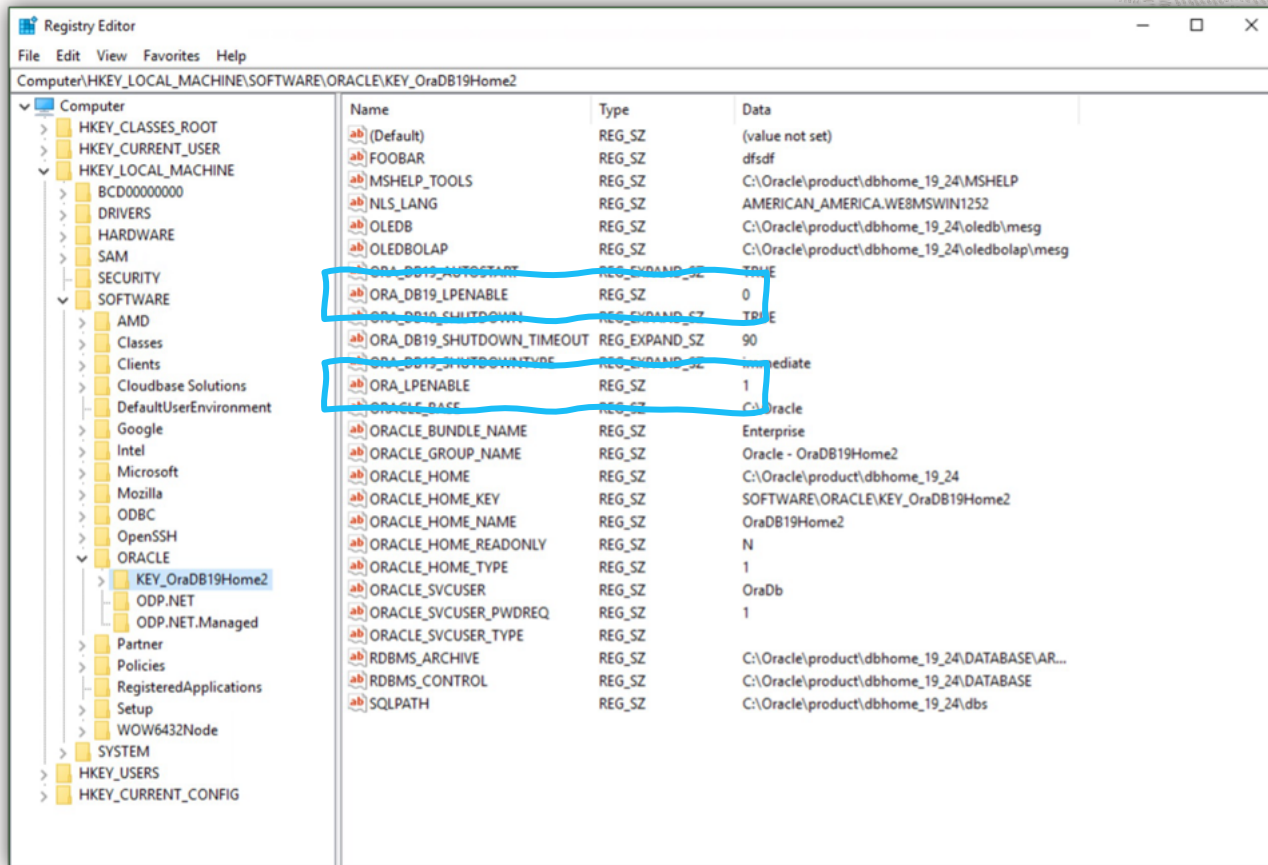 Registry Editor
File Edit View Favorites Help
Computer\HKEY_LOCAL_MACHINE\SOFTWARE\ORACLE\KEY_OraDB19Home2
Computer
HKEY_CLASSES_ROOT
HKEY_CURRENT_USER
HKEY_LOCAL_MACHINE
BCD00000000
DRIVERS
HARDWARE
SAM
SECURITY
SOFTWARE
AMD
Classes
Clients
Cloudbase Solutions
DefaultUserEnvironment
Google
Intel
Microsoft
Mozilla
ODBC
OpenSSH
ORACLE
KEY_OraDB19Home2
ODP.NET
ODP.NET.Managed
Partner
Policies
RegisteredApplications
Setup
WOW6432Node
SYSTEM
HKEY_USERS
HKEY_CURRENT_CONFIG
Name Type Data
(Default) REG_SZ (value not set)
FOOBAR REG_SZ dfsdf
MSHELP_TOOLS REG_SZ C:\Oracle\product\dbhome_19_24\MSHELP
NLS_LANG REG_SZ AMERICAN_AMERICA.WE8MSWIN1252
OLEDB REG_SZ C:\Oracle\product\dbhome_19_24\oledb\mesg
OLEDBOLAP REG_SZ C:\Oracle\product\dbhome_19_24\oledbolap\mesg
ORA_DB19_AUTOSTART REG_EXPAND_SZ TRUE
ORA_DB19_LPENABLE REG_SZ 0
ORA_DB19_SHUTDOWN REG_EXPAND_SZ TRUE
ORA_DB19_SHUTDOWN_TIMEOUT REG_EXPAND_SZ 90
ORA_DB19_SHUTDOWNTYPE REG_EXPAND_SZ immediate
ORA_LPENABLE REG_SZ 1
ORACLE_BASE REG_SZ C:\Oracle
ORACLE_BUNDLE_NAME REG_SZ Enterprise
ORACLE_GROUP_NAME REG_SZ Oracle - OraDB19Home2
ORACLE_HOME REG_SZ C:\Oracle\product\dbhome_19_24
ORACLE_HOME_KEY REG_SZ SOFTWARE\ORACLE\KEY_OraDB19Home2
ORACLE_HOME_NAME REG_SZ OraDB19Home2
ORACLE_HOME_READONLY REG_SZ N
ORACLE_HOME_TYPE REG_SZ 1
ORACLE_SVCUSER REG_SZ OraDb
ORACLE_SVCUSER_PWDREQ REG_SZ 1
ORACLE_SVCUSER_TYPE REG_SZ
RDBMS_ARCHIVE REG_SZ C:\Oracle\product\dbhome_19_24\DATABASE\AR...
RDBMS_CONTROL REG_SZ C:\Oracle\product\dbhome_19_24\DATABASE
SQLPATH REG_SZ C:\Oracle\product\dbhome_19_24\dbs